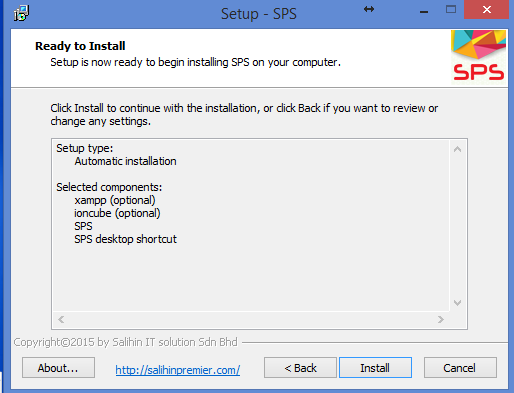 Setup - SPS
Ready to Install
Setup is now ready to begin installing SPS on your computer.
SPS
Click Install to continue with the installation, or click Back if you want to review or
change any settings.
Setup type:
Automatic installation
Selected components:
xampp (optional)
ioncube (optional)
SPS
SPS desktop shortcut
Copyright©2015 by Salihin IT solution Sdn Bhd
About...
http://salihinpremier.com/
< Back
Install
Cancel